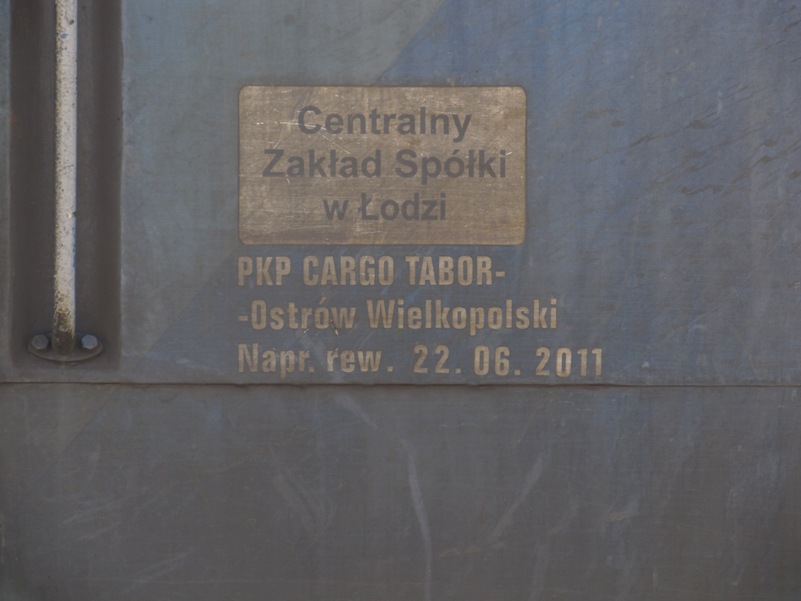 Centralny
Zakład Spółki
w Łodzi
PKP CARGO TABOR-
-Ostrów Wielkopolski
Napr. rew. 22. 06. 2011